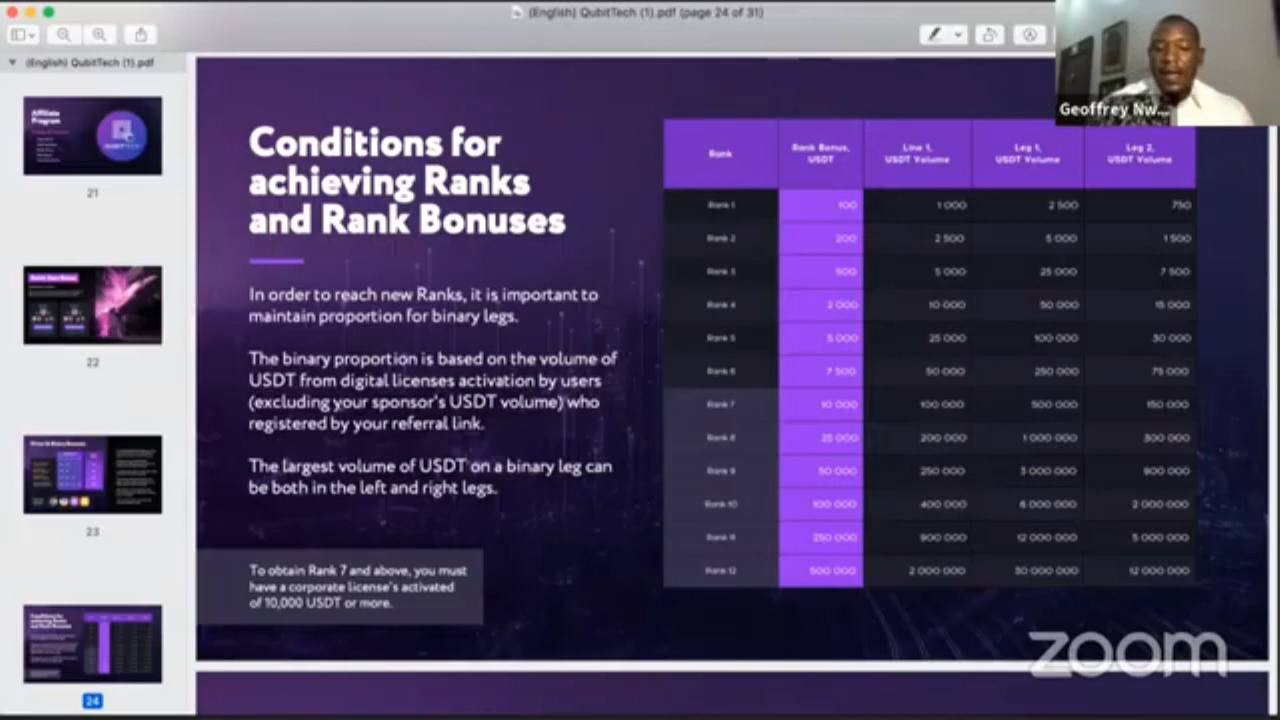 (English) QubitTech (1).pdf (page 24 of 31)
(English) QubitTech (1).pdf
Affiliate
Program
21
22
23
24
Geoffrey Nw...
Conditions for
achieving Ranks
and Rank Bonuses
In order to reach new Ranks, it is important to
maintain proportion for binary legs.
The binary proportion is based on the volume of
USDT from digital licenses activation by users
(excluding your sponsor's USDT volume) who
registered by your referral link.
The largest volume of USDT on a binary leg can
be both in the left and right legs.
To obtain Rank 7 and above, you must
have a corporate license's activated
of 10,000 USDT or more.
Rank Rank Bonus, USDT Line 1, USDT Volume Leg 1, USDT Volume Leg 2, USDT Volume
Rank 1 100 1 000 2 500 750
Rank 2 200 2 500 5 000 1 500
Rank 3 500 5 000 25 000 7 500
Rank 4 2 000 10 000 50 000 15 000
Rank 5 5 000 25 000 100 000 30 000
Rank 6 7 500 50 000 250 000 75 000
Rank 7 10 000 100 000 500 000 150 000
Rank 8 25 000 200 000 1 000 000 300 000
Rank 9 50 000 250 000 3 000 000 900 000
Rank 10 100 000 400 000 6 000 000 2 000 000
Rank 11 250 000 900 000 12 000 000 5 000 000
Rank 12 500 000 2 000 000 30 000 000 12 000 000
zoom